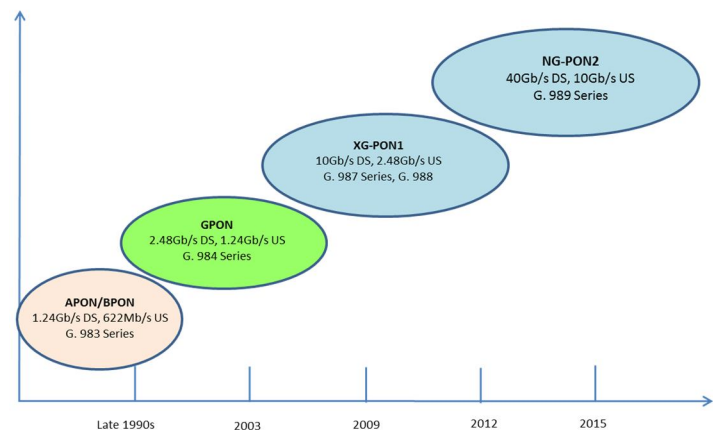 NG-PON2
40Gb/s DS, 10Gb/s US
G. 989 Series
XG-PON1
10Gb/s DS, 2.48Gb/s US
G. 987 Series, G. 988
GPON
2.48Gb/s DS, 1.24Gb/s US
G. 984 Series
APON/BPON
1.24Gb/s DS, 622Mb/s US
G. 983 Series
Late 1990s
2003
2009
2012
2015